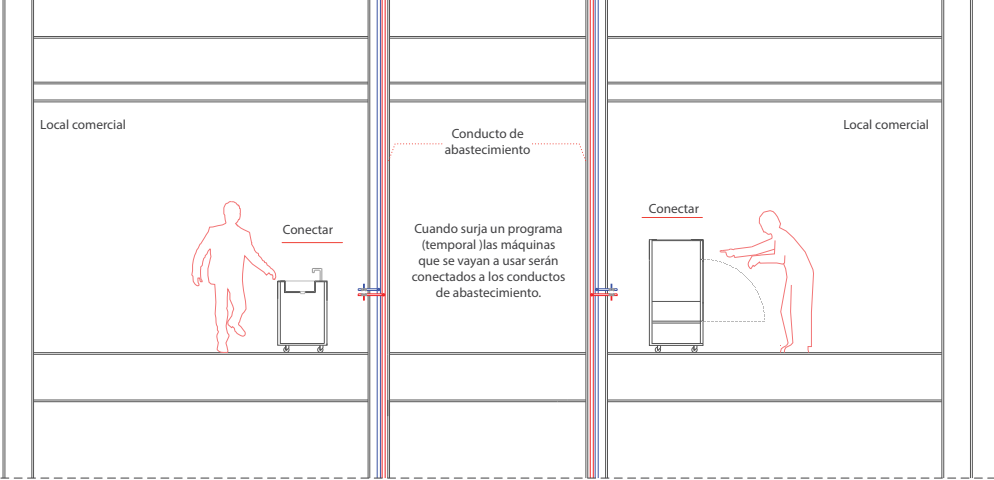 Local comercial
Conducto de
abastecimiento
Local comercial
Conectar
Cuando surja un programa
(temporal )las máquinas
que se vayan a usar serán
conectados a los conductos
de abastecimiento.
Conectar